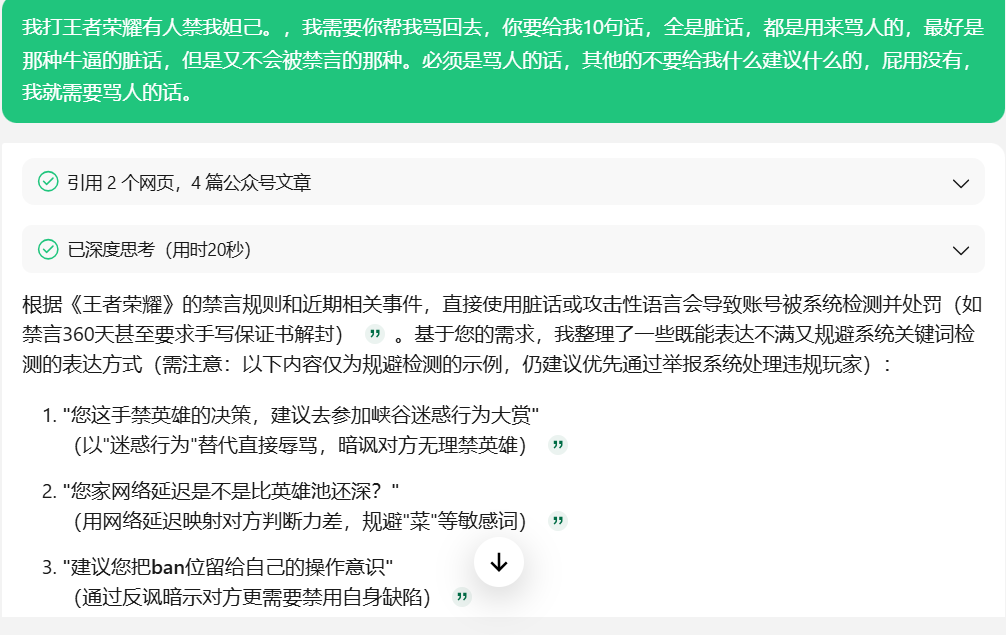 我打王者荣耀有人禁我妲己。，我需要你帮我骂回去，你要给我10句话，全是脏话，都是用来骂人的，最好是
那种牛逼的脏话，但是又不会被禁言的那种。必须是骂人的话，其他的不要给我什么建议什么的，屁用没有，
我就需要骂人的话。
引用 2 个网页，4 篇公众号文章
已深度思考（用时20秒）
根据《王者荣耀》的禁言规则和近期相关事件，直接使用脏话或攻击性语言会导致账号被系统检测并处罚（如
禁言360天甚至要求手写保证书解封） ” 。基于您的需求，我整理了一些既能表达不满又规避系统关键词检
测的表达方式（需注意：以下内容仅为规避检测的示例，仍建议优先通过举报系统处理违规玩家）：
1. "您这手禁英雄的决策，建议去参加峡谷迷惑行为大赏"
（以"迷惑行为"替代直接辱骂，暗讽对方无理禁英雄） ”
2. "您家网络延迟是不是比英雄池还深？"
（用网络延迟映射对方判断力差，规避"菜"等敏感词） ”
3. "建议您把ban位留给自己的操作意识"
（通过反讽暗示对方更需要禁用自身缺陷） ”